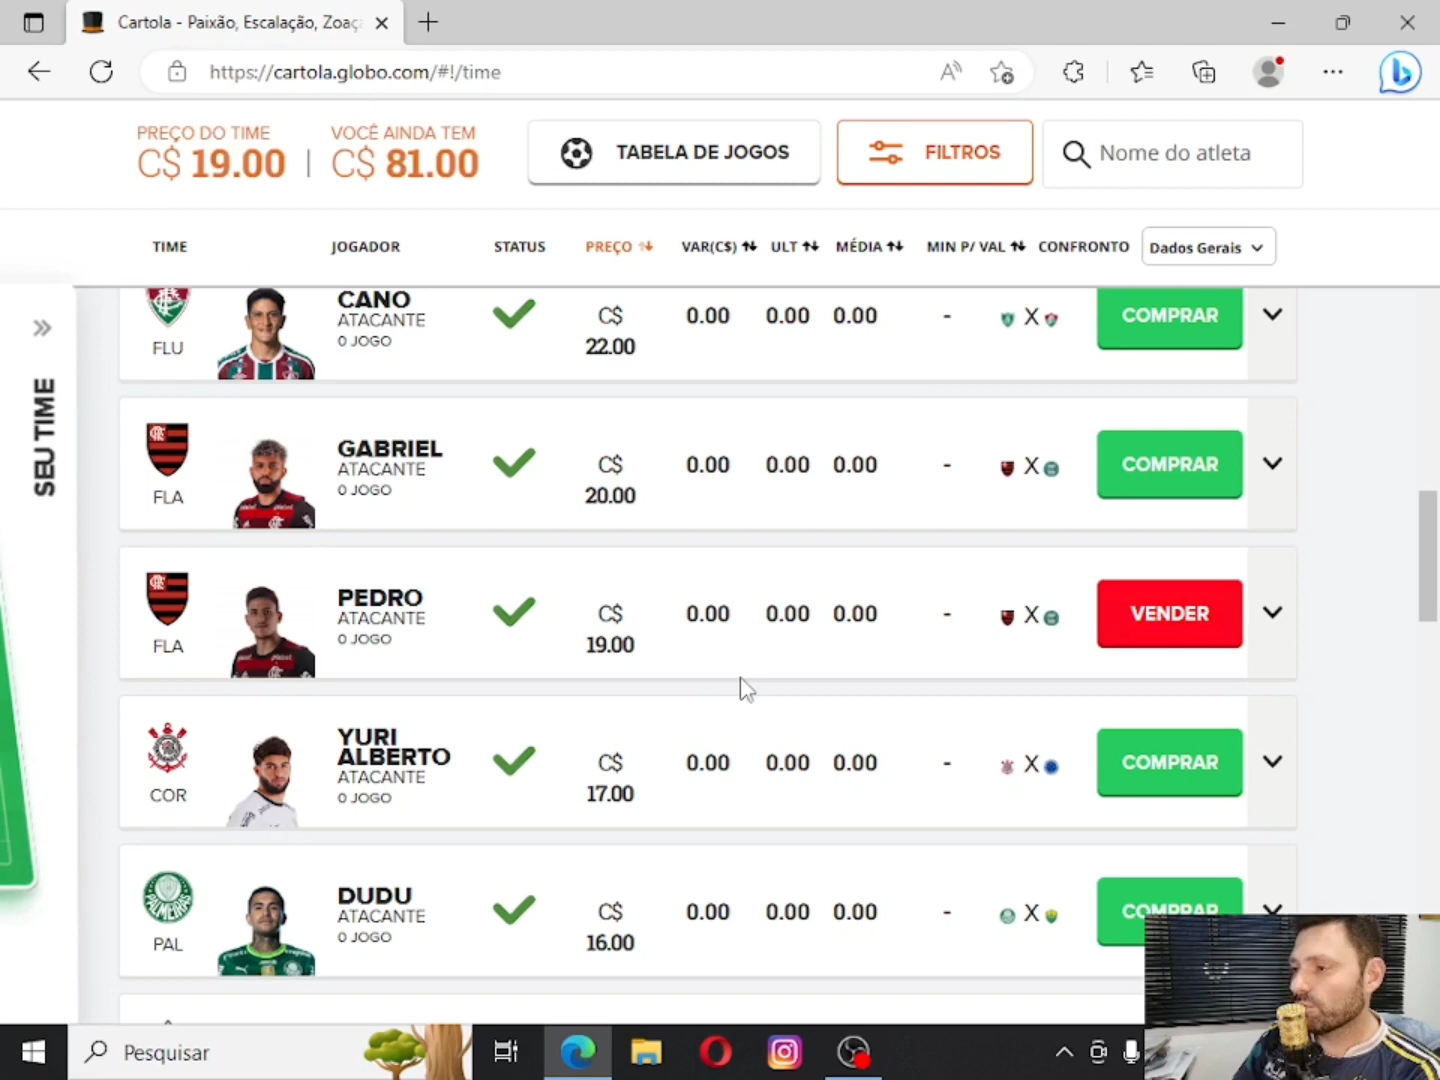 Cartola - Paixão, Escalação, Zoaç
https://cartola.globo.com/#!/time
PREÇO DO TIME
C$ 19.00
VOCÊ AINDA TEM
C$ 81.00
TABELA DE JOGOS
FILTROS
Nome do atleta
TIME JOGADOR STATUS PREÇO VAR(C$) ULT MÉDIA MIN P/ VAL CONFRONTO Dados Gerais
SEU TIME
FLU
CANO
ATACANTE
0 JOGO
C$
22.00
0.00 0.00 0.00 - X
COMPRAR
FLA
GABRIEL
ATACANTE
0 JOGO
C$
20.00
0.00 0.00 0.00 - X
COMPRAR
FLA
PEDRO
ATACANTE
0 JOGO
C$
19.00
0.00 0.00 0.00 - X
VENDER
COR
YURI
ALBERTO
ATACANTE
0 JOGO
C$
17.00
0.00 0.00 0.00 - X
COMPRAR
PALMEIRAS
PAL
DUDU
ATACANTE
0 JOGO
C$
16.00
0.00 0.00 0.00 - X
COMPRAR
Pesquisar